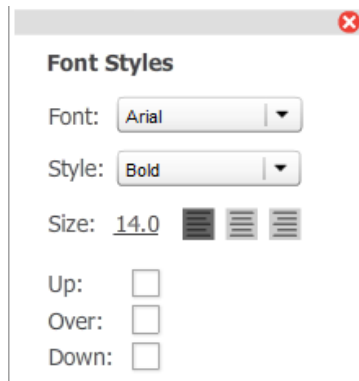 Font Styles
Font: Arial
Style: Bold
Size: 14.0
Up:
Over:
Down: